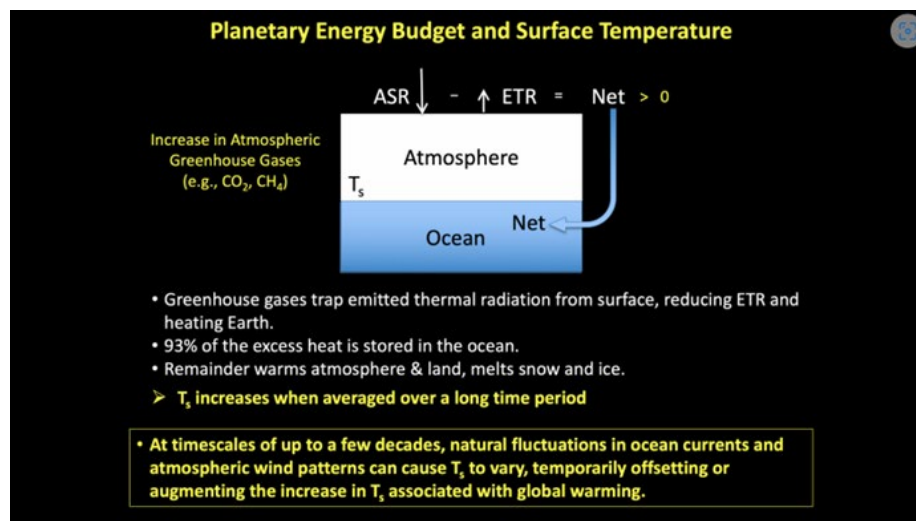 Planetary Energy Budget and Surface Temperature
ASR ↓ - ↑ ETR = Net > 0
Increase in Atmospheric
Greenhouse Gases
(e.g., CO₂, CH₄)
Atmosphere
Tₛ
Net
Ocean
• Greenhouse gases trap emitted thermal radiation from surface, reducing ETR and
heating Earth.
• 93% of the excess heat is stored in the ocean.
• Remainder warms atmosphere & land, melts snow and ice.
➢ Tₛ increases when averaged over a long time period
• At timescales of up to a few decades, natural fluctuations in ocean currents and
atmospheric wind patterns can cause Tₛ to vary, temporarily offsetting or
augmenting the increase in Tₛ associated with global warming.